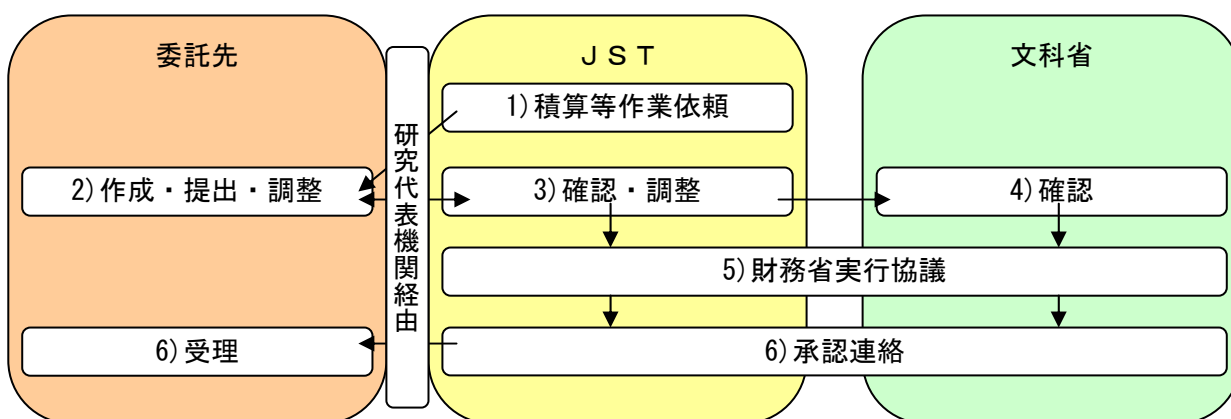 委託先
ＪＳＴ
文科省
研究代表機関経由
1)積算等作業依頼
2)作成・提出・調整
3)確認・調整
4)確認
5)財務省実行協議
6)受理
6)承認連絡